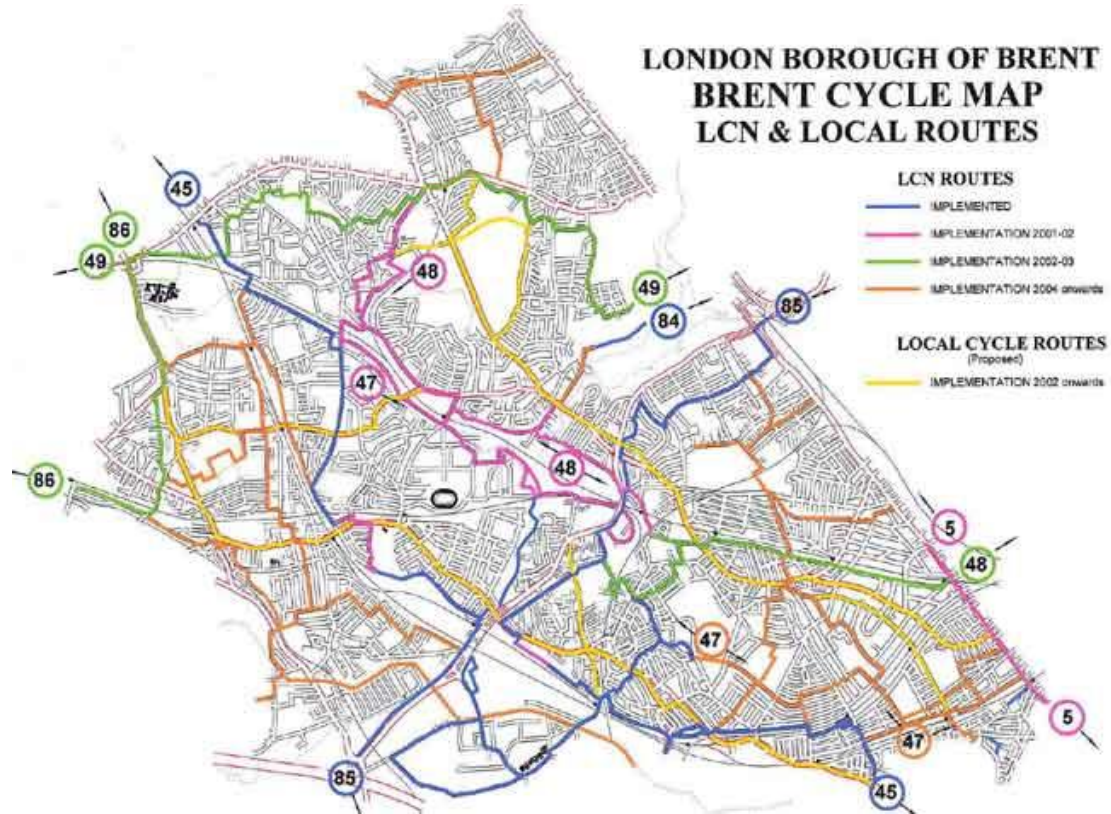 LONDON BOROUGH OF BRENT
BRENT CYCLE MAP
LCN & LOCAL ROUTES
LCN ROUTES
IMPLEMENTED
IMPLEMENTATION 2001-02
IMPLEMENTATION 2002-03
IMPLEMENTATION 2004 onwards
LOCAL CYCLE ROUTES
(Proposed)
IMPLEMENTATION 2002 onwards
45
86
49
48
49
84
85
47
48
86
5
48
47
5
47
85
45